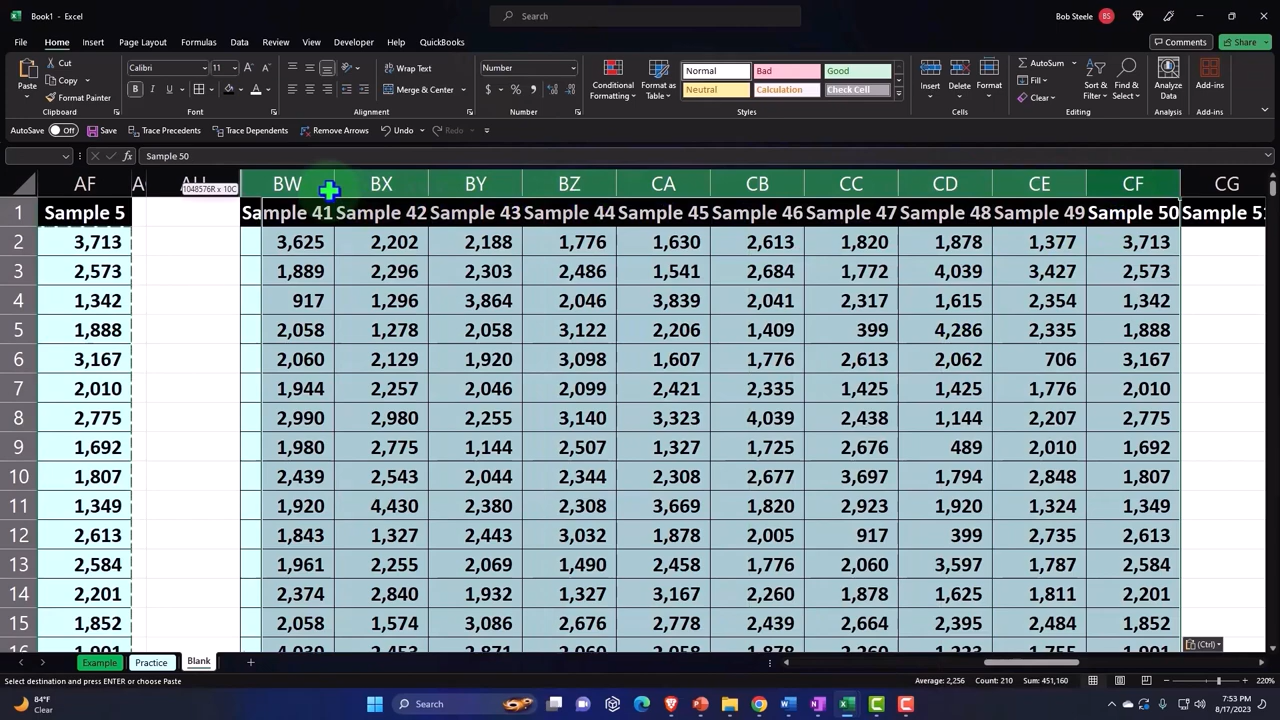 Book1 - Excel
Search
Bob Steele
BS
File Home Insert Page Layout Formulas Data Review View Developer Help QuickBooks
Comments Share
Paste Cut Copy Format Painter
Calibri 11
B I U
Wrap Text
Merge & Center
Number
$ %
Conditional Formatting Format as Table
Normal Bad Good
Neutral Calculation Check Cell
Insert Delete Format
AutoSum Fill Clear
Sort & Filter Find & Select
Analyze Data
Add-ins
Clipboard Font Alignment Number Styles Cells Editing Analysis Add-ins
AutoSave Off Save Trace Precedents Trace Dependents Remove Arrows Undo Redo
fx Sample 50
AF BW BX BY BZ CA CB CC CD CE CF CG
1048576R x 10C
1 Sample 5 Sample 41 Sample 42 Sample 43 Sample 44 Sample 45 Sample 46 Sample 47 Sample 48 Sample 49 Sample 50
2 3,713 3,625 2,202 2,188 1,776 1,630 2,613 1,820 1,878 1,377 3,713
3 2,573 1,889 2,296 2,303 2,486 1,541 2,684 1,772 4,039 3,427 2,573
4 1,342 917 1,296 3,864 2,046 3,839 2,041 2,317 1,615 2,354 1,342
5 1,888 2,058 1,278 2,058 3,122 2,206 1,409 399 4,286 2,335 1,888
6 3,167 2,060 2,129 1,920 3,098 1,607 1,776 2,613 2,062 706 3,167
7 2,010 1,944 2,257 2,046 2,099 2,421 2,335 1,425 1,425 1,776 2,010
8 2,775 2,990 2,980 2,255 3,140 3,323 4,039 2,438 1,144 2,207 2,775
9 1,692 1,980 2,775 1,144 2,507 1,327 1,725 2,676 489 2,010 1,692
10 1,807 2,439 2,543 2,044 2,344 2,308 2,677 3,697 1,794 2,848 1,807
11 1,349 1,920 4,430 2,380 2,308 3,669 1,820 2,923 1,920 1,324 1,349
12 2,613 1,843 1,327 2,443 3,032 1,878 2,005 917 399 2,735 2,613
13 2,584 1,961 2,255 2,069 1,490 2,458 1,776 2,060 3,597 1,787 2,584
14 2,201 2,374 2,840 1,932 1,327 3,167 2,260 1,878 1,625 1,811 2,201
15 1,852 2,058 1,574 3,086 2,676 2,778 2,439 2,664 2,395 2,484 1,852
(Ctrl)
Example Practice Blank
Select destination and press ENTER or choose Paste
Average: 2,256 Count: 210 Sum: 451,160
220%
84°F
Clear
Search
7:53 PM
8/17/2023